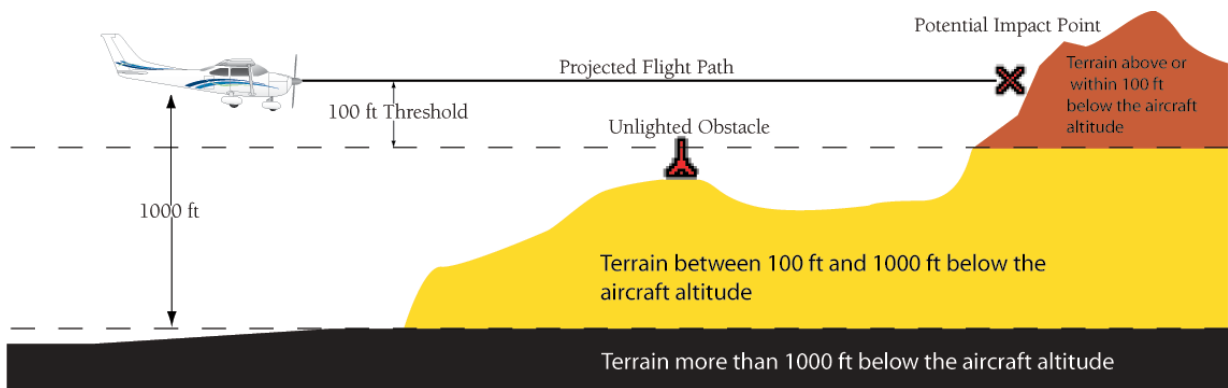 Potential Impact Point
Projected Flight Path
Terrain above or
within 100 ft
below the aircraft
altitude
100 ft Threshold
Unlighted Obstacle
1000 ft
Terrain between 100 ft and 1000 ft below the
aircraft altitude
Terrain more than 1000 ft below the aircraft altitude